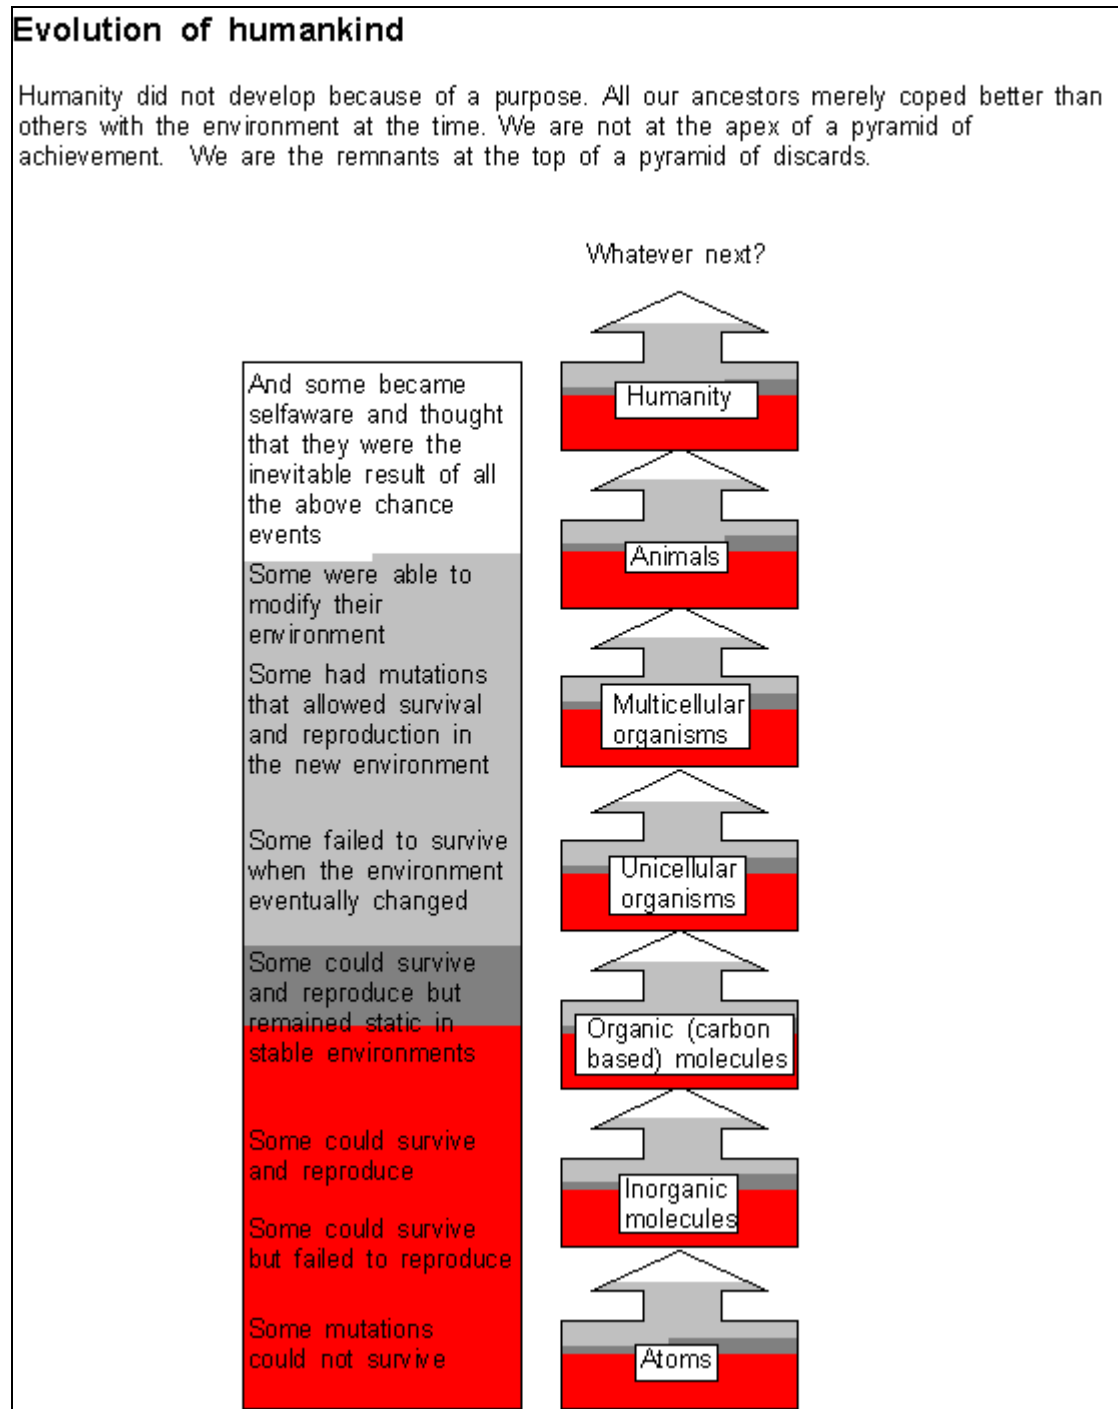 Evolution of humankind
Humanity did not develop because of a purpose. All our ancestors merely coped better than
others with the environment at the time. We are not at the apex of a pyramid of
achievement. We are the remnants at the top of a pyramid of discards.
Whatever next?
And some became
selfaware and thought
that they were the
inevitable result of all
the above chance
events
Some were able to
modify their
environment
Some had mutations
that allowed survival
and reproduction in
the new environment
Some failed to survive
when the environment
eventually changed
Some could survive
and reproduce but
remained static in
stable environments
Some could survive
and reproduce
Some could survive
but failed to reproduce
Some mutations
could not survive
Humanity
Animals
Multicellular
organisms
Unicellular
organisms
Organic (carbon
based) molecules
Inorganic
molecules
Atoms